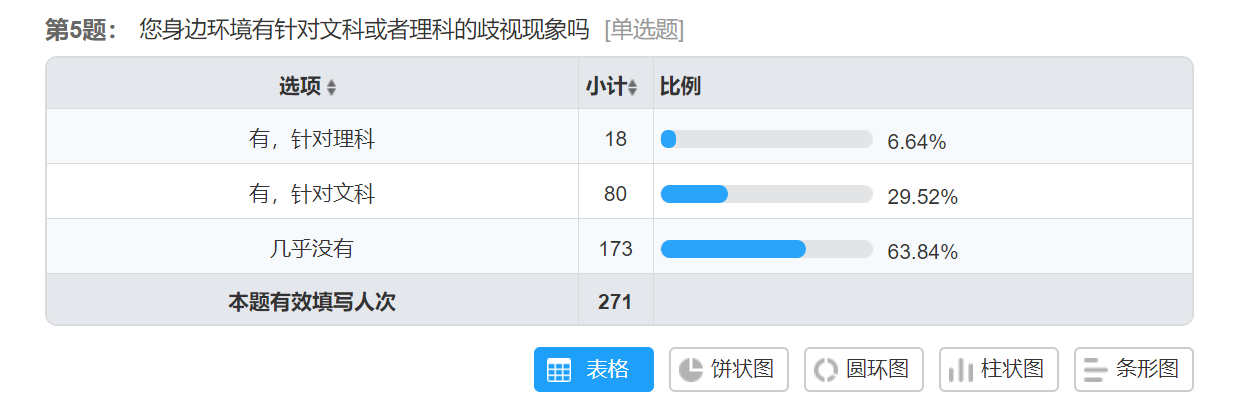 第5题： 您身边环境有针对文科或者理科的歧视现象吗 [单选题]
选项 小计 比例
有，针对理科 18 6.64%
有，针对文科 80 29.52%
几乎没有 173 63.84%
本题有效填写人次 271
表格 饼状图 圆环图 柱状图 条形图